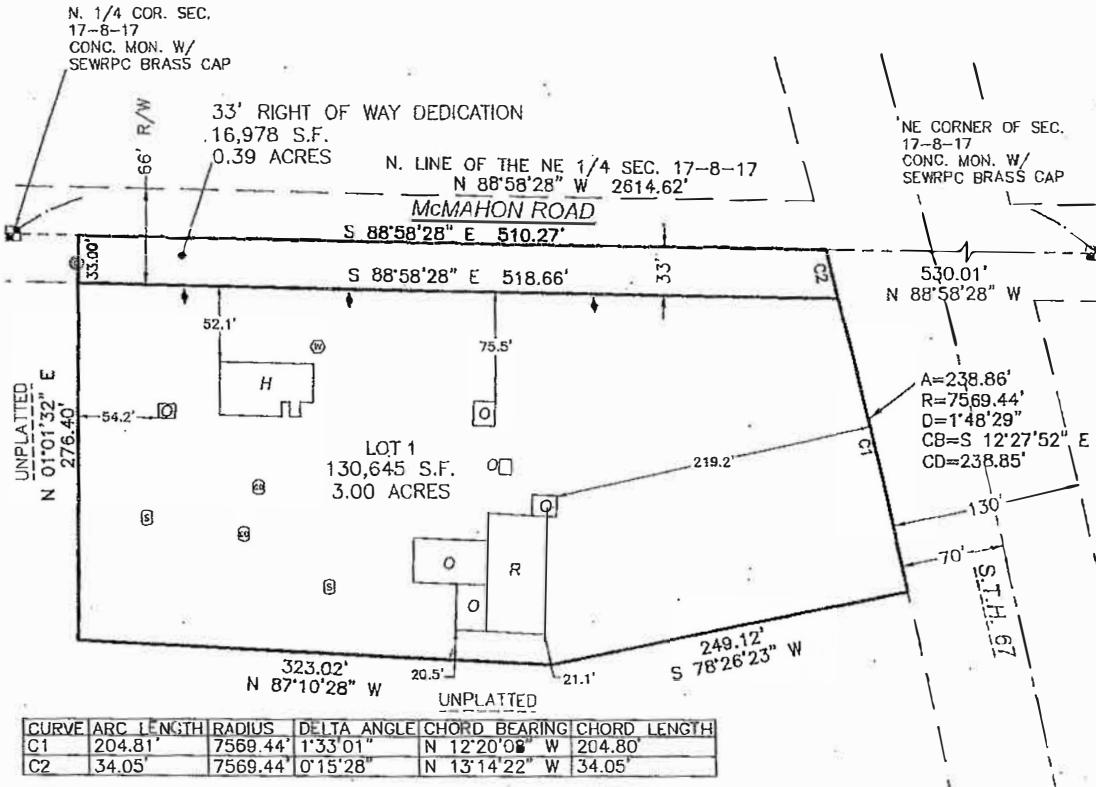 N. 1/4 COR. SEC.
17-8-17
CONC. MON. W/
SEWRPC BRASS CAP
66' R/W
33' RIGHT OF WAY DEDICATION
16,978 S.F.
0.39 ACRES
N. LINE OF THE NE 1/4 SEC. 17-8-17
N 88°58'28" W 2614.62'
McMAHON ROAD
NE CORNER OF SEC.
17-8-17
CONC. MON. W/
SEWRPC BRASS CAP
S 88°58'28" E 510.27'
33.00'
S 88°58'28" E 518.66'
33'
C2
530.01'
N 88°58'28" W
52.1'
75.5'
W
H
O
O
54.2'
UNPLATTED
N 01°01'32" E
276.40'
A=238.86'
R=7569.44'
D=1°48'29"
CB=S 12°27'52" E
CD=238.85'
C1
LOT 1
130,645 S.F.
3.00 ACRES
O
219.2'
CO
S
CO
S
O
O
R
O
130'
70'
S.T.H. 67
249.12'
S 78°26'23" W
323.02'
N 87°10'28" W
20.5'
21.1'
UNPLATTED
CURVE ARC LENGTH RADIUS DELTA ANGLE CHORD BEARING CHORD LENGTH
C1 204.81' 7569.44' 1°33'01" N 12°20'08" W 204.80'
C2 34.05' 7569.44' 0°15'28" N 13°14'22" W 34.05'